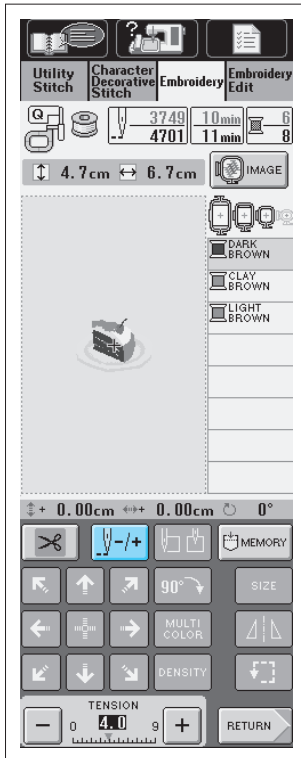 Utility Stitch
Character Decorative Stitch
Embroidery
Embroidery Edit
Q
3749
4701
10min
11min
6
8
4.7cm
6.7cm
IMAGE
DARK BROWN
CLAY BROWN
LIGHT BROWN
+ 0.00cm
+ 0.00cm
0°
-/+
MEMORY
90°
SIZE
MULTI COLOR
DENSITY
TENSION
− 0 4.0 9 +
RETURN